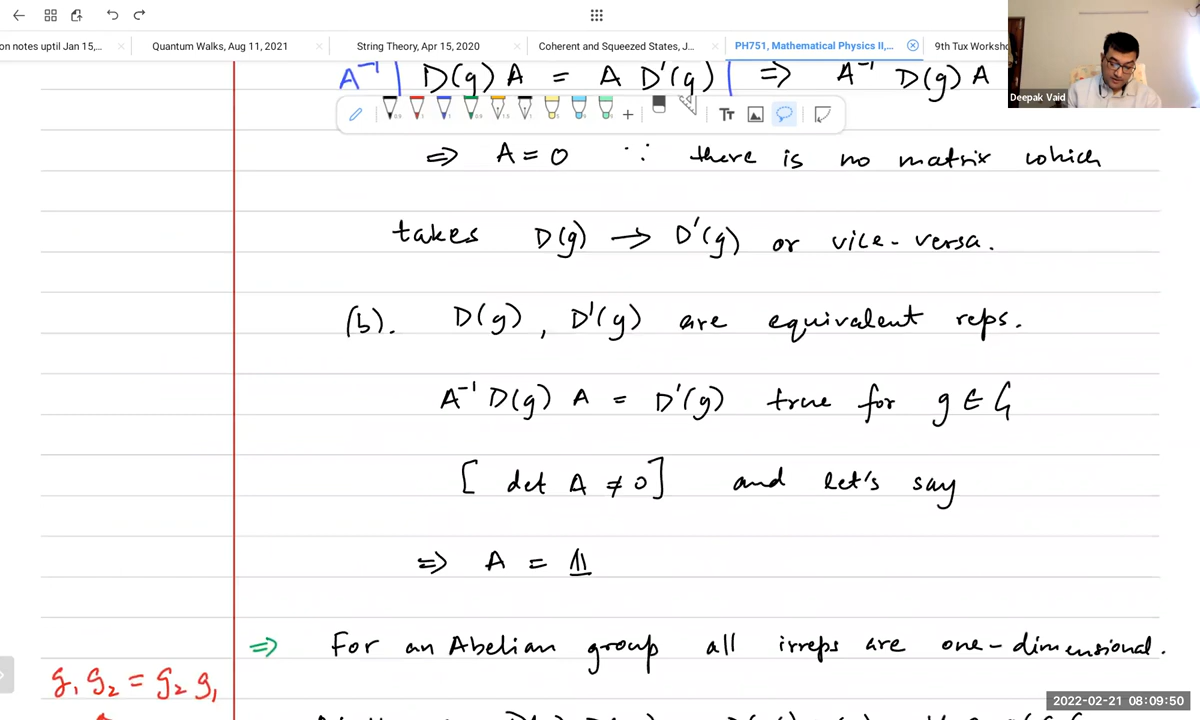 on notes uptil Jan 15,... Quantum Walks, Aug 11, 2021 String Theory, Apr 15, 2020 Coherent and Squeezed States, J... PH751, Mathematical Physics II,... 9th Tux Worksho
A⁻¹ | D(g) A = A D'(g) | ⇒ A⁻¹ D(g) A
Deepak Vaid
TT
⇒ A = 0 ∵ there is no matrix which
takes D(g) → D'(g) or vice-versa.
(b). D(g), D'(g) are equivalent reps.
A⁻¹ D(g) A = D'(g) true for g ∈ G
[ det A ≠ 0 ] and let's say
⇒ A = 𝟙
⇒ For an Abelian group all irreps are one-dimensional.
g₁ g₂ = g₂ g₁
2022-02-21 08:09:50